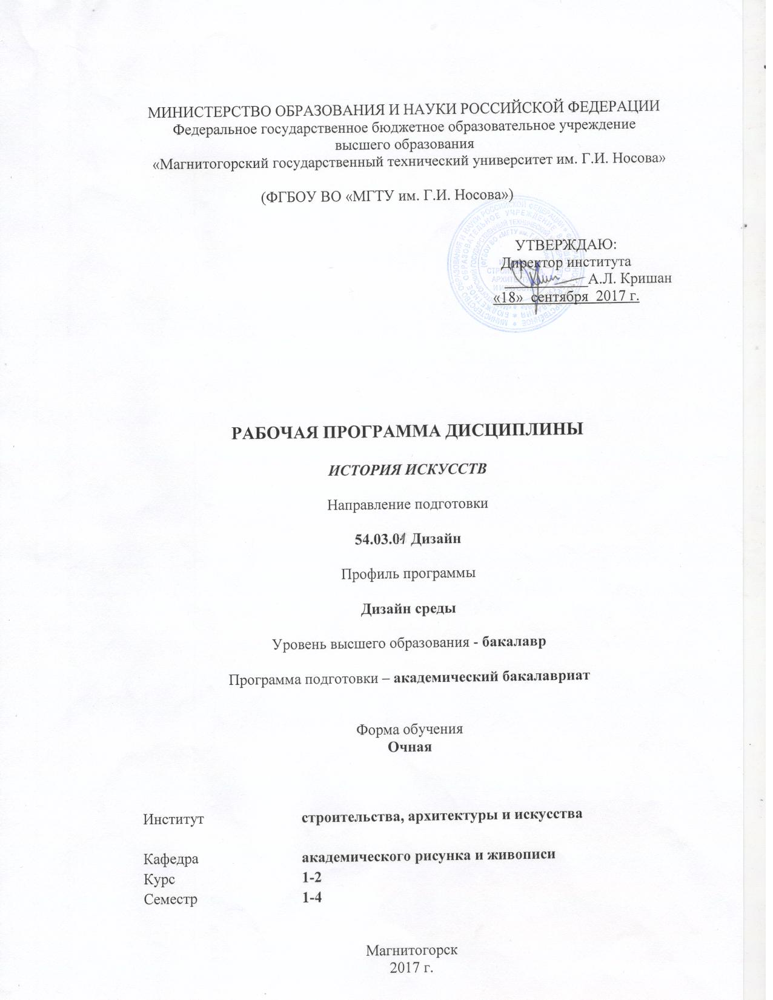 МИНИСТЕРСТВО ОБРАЗОВАНИЯ И НАУКИ РОССИЙСКОЙ ФЕДЕРАЦИИ
Федеральное государственное бюджетное образовательное учреждение
высшего образования
«Магнитогорский государственный технический университет им. Г.И. Носова»
(ФГБОУ ВО «МГТУ им. Г.И. Носова»)
УТВЕРЖДАЮ:
Директор института
А.Л. Кришан
«18» сентября 2017 г.
РАБОЧАЯ ПРОГРАММА ДИСЦИПЛИНЫ
ИСТОРИЯ ИСКУССТВ
Направление подготовки
54.03.01 Дизайн
Профиль программы
Дизайн среды
Уровень высшего образования - бакалавр
Программа подготовки – академический бакалавриат
Форма обучения
Очная
Институт строительства, архитектуры и искусства
Кафедра академического рисунка и живописи
Курс 1-2
Семестр 1-4
Магнитогорск
2017 г.